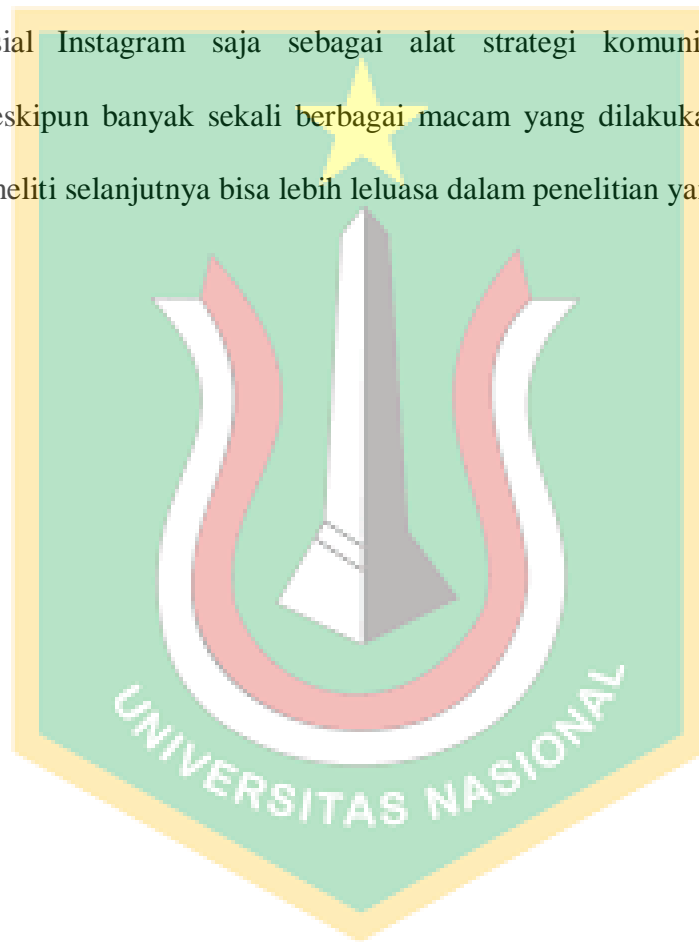 sial Instagram saja sebagai alat strategi komuni
eskipun banyak sekali berbagai macam yang dilakuka
neliti selanjutnya bisa lebih leluasa dalam penelitian ya
UNIVERSITAS NASIONAL